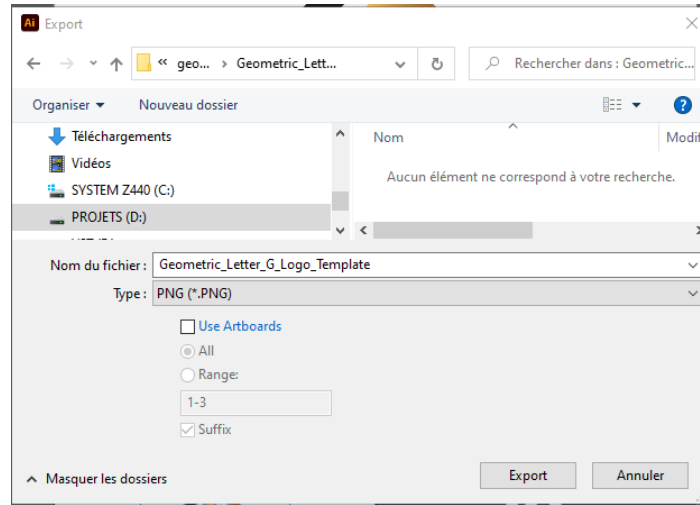 Ai Export
« geo... › Geometric_Lett...
Rechercher dans : Geometric...
Organiser Nouveau dossier
Téléchargements
Vidéos
SYSTEM Z440 (C:)
PROJETS (D:)
Nom Modif
Aucun élément ne correspond à votre recherche.
Nom du fichier : Geometric_Letter_G_Logo_Template
Type : PNG (*.PNG)
Use Artboards
All
Range:
1-3
Suffix
Masquer les dossiers
Export Annuler